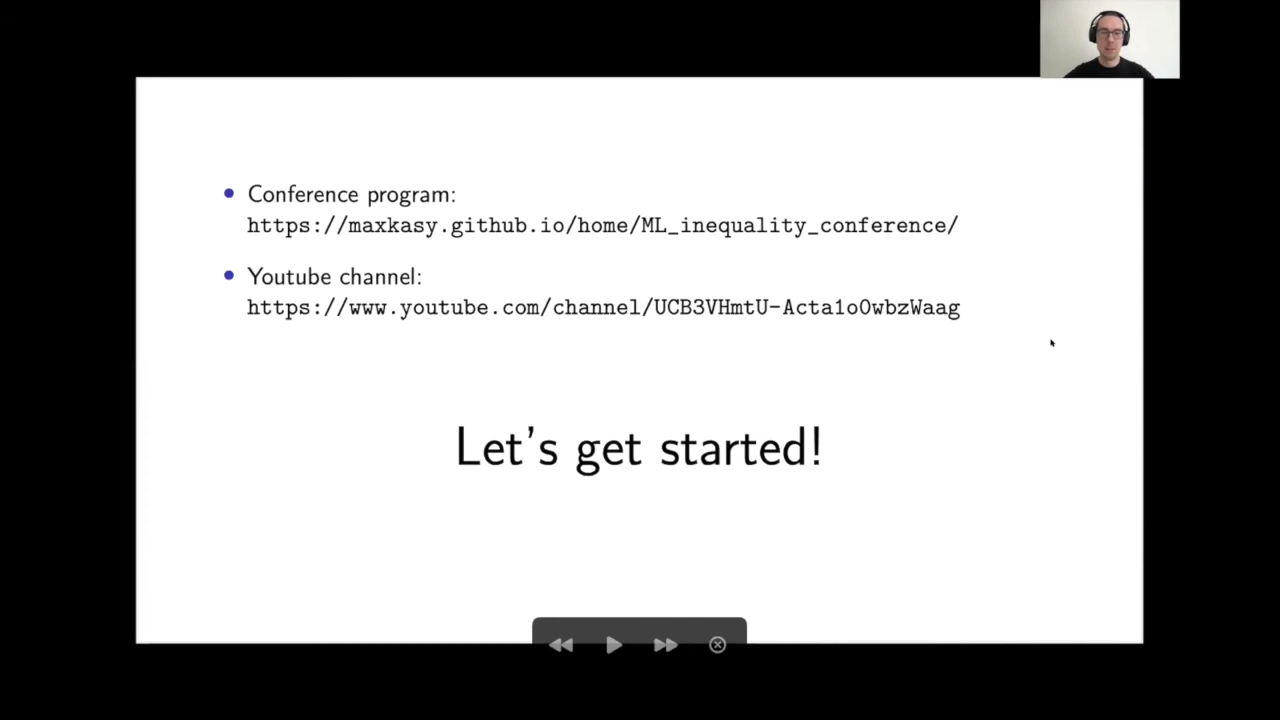 Conference program:
https://maxkasy.github.io/home/ML_inequality_conference/
Youtube channel:
https://www.youtube.com/channel/UCB3VHmtU-Acta1o0wbzWaag
Let's get started!